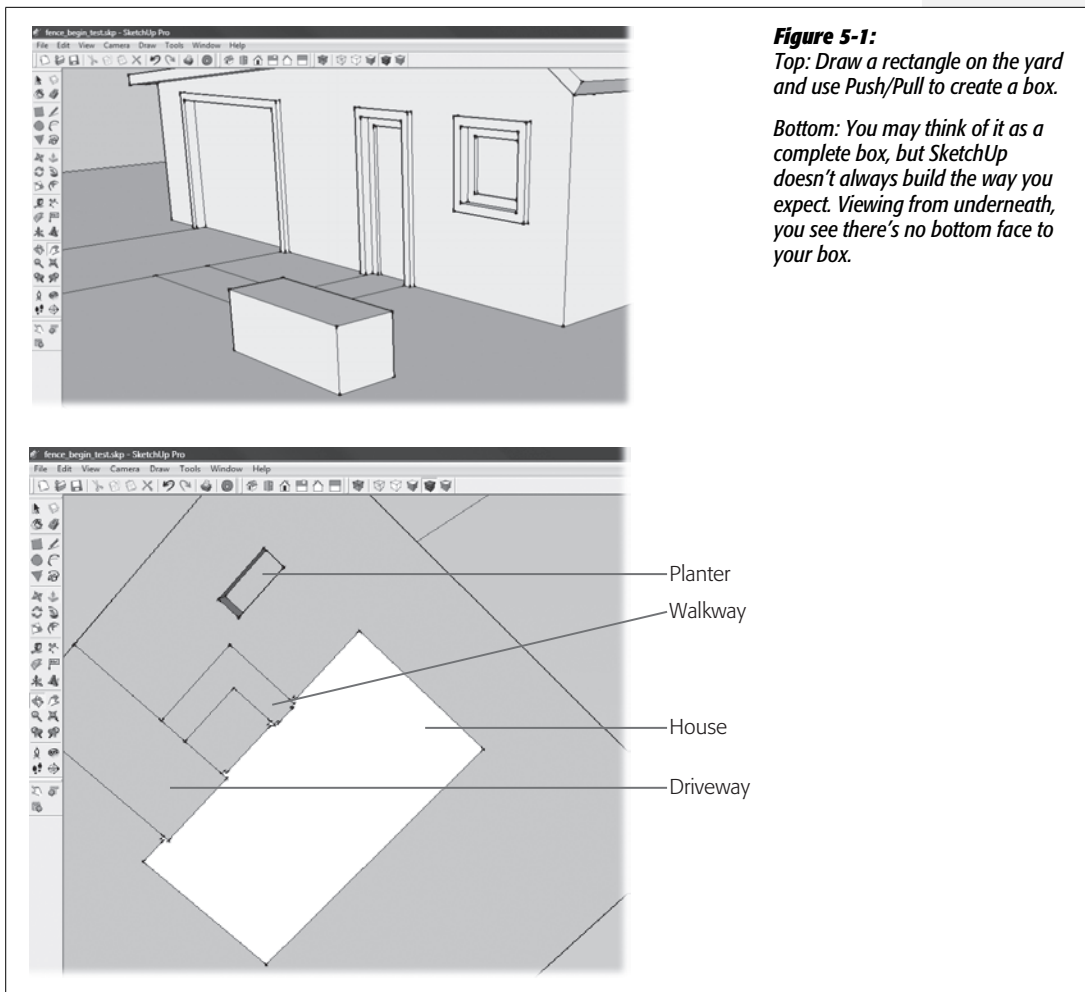 fence_begin_test.skp - SketchUp Pro
File Edit View Camera Draw Tools Window Help
Figure 5-1:
Top: Draw a rectangle on the yard
and use Push/Pull to create a box.
Bottom: You may think of it as a
complete box, but SketchUp
doesn't always build the way you
expect. Viewing from underneath,
you see there's no bottom face to
your box.
fence_begin_test.skp - SketchUp Pro
File Edit View Camera Draw Tools Window Help
Planter
Walkway
House
Driveway